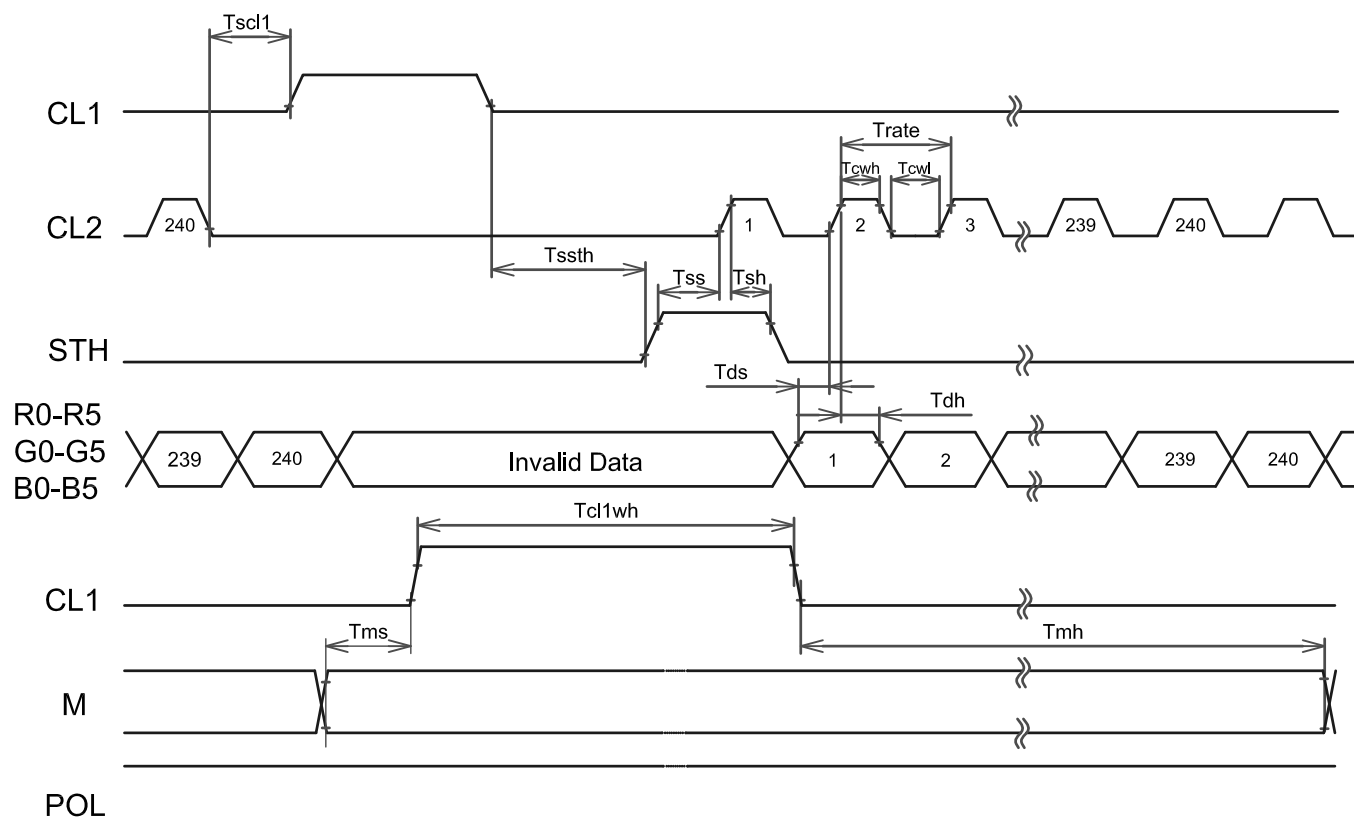 Tscl1
CL1
Trate
Tcwh Tcwl
CL2 240 1 2 3 239 240
Tssth
Tss Tsh
STH
Tds
R0-R5 Tdh
G0-G5 239 240 Invalid Data 1 2 239 240
B0-B5
Tcl1wh
CL1
Tms Tmh
M
POL